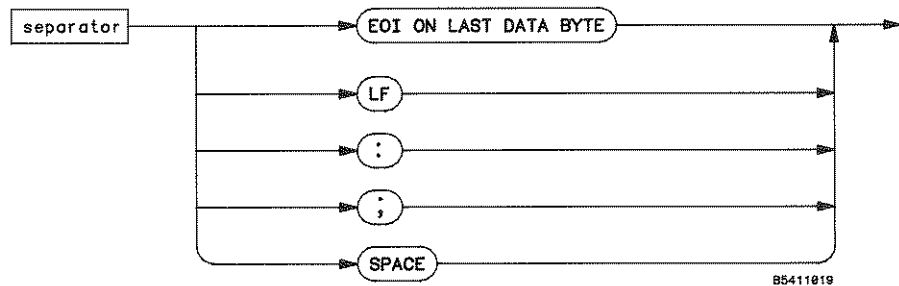 separator
EOI ON LAST DATA BYTE
LF
:
;
SPACE
B5411019